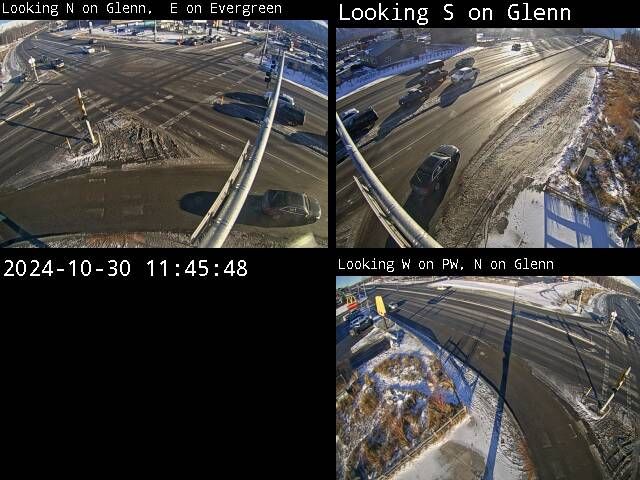 Looking N on Glenn,  E on Evergreen
Looking S on Glenn
2024-10-30 11:45:48
Looking W on PW, N on Glenn